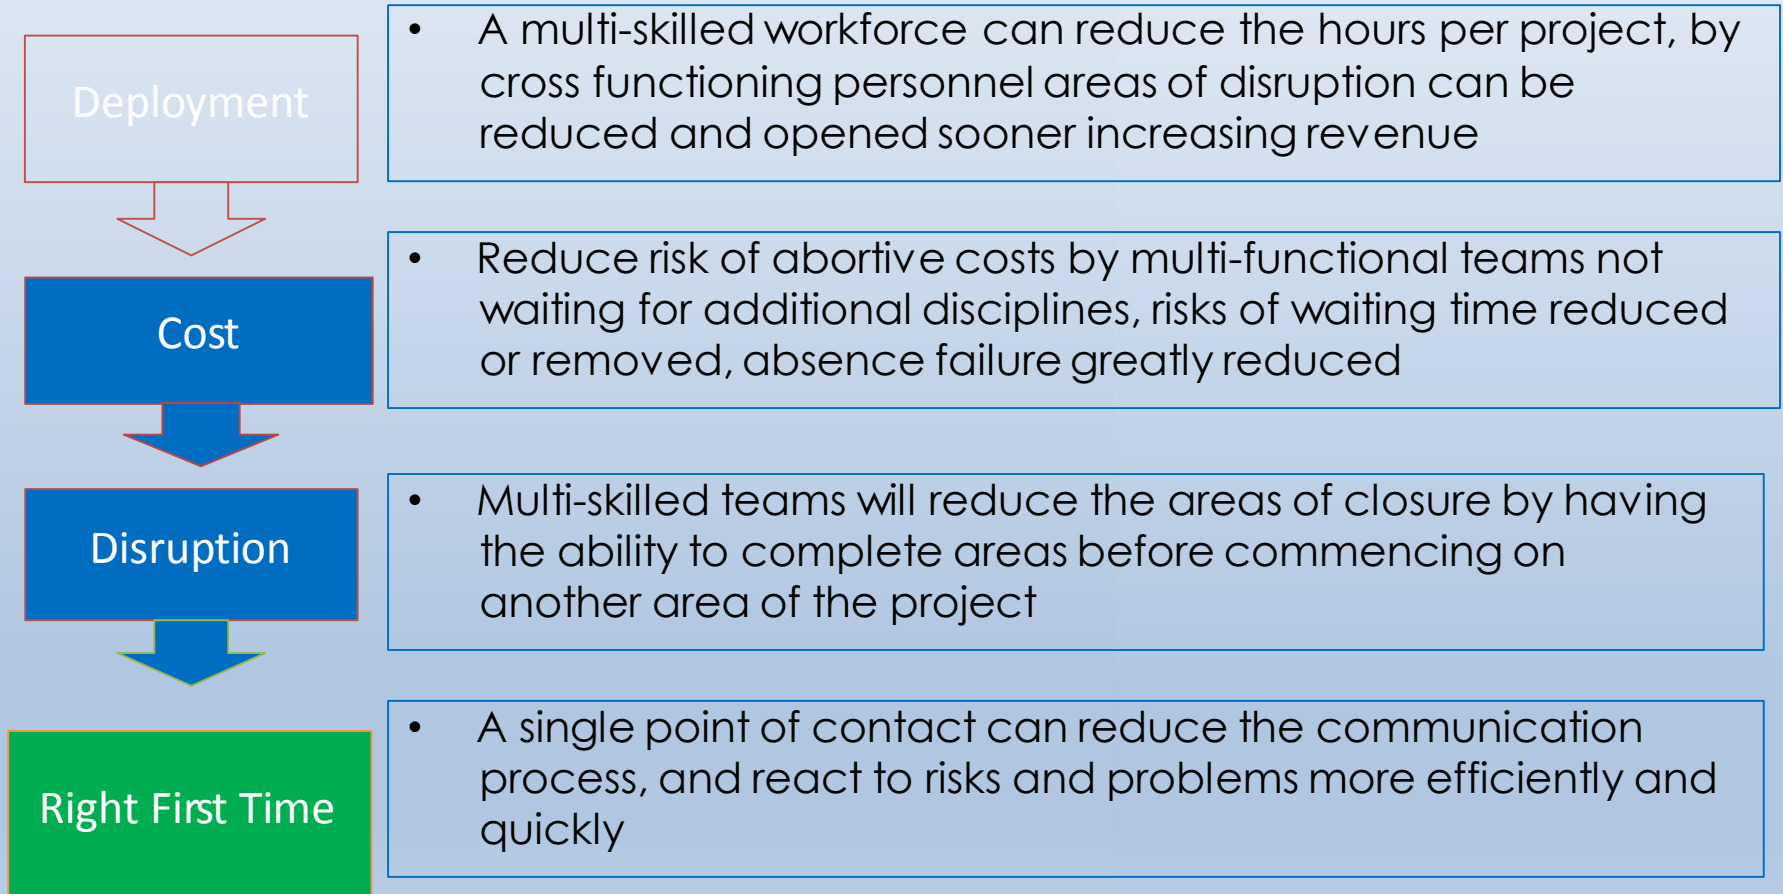 Deployment
• A multi-skilled workforce can reduce the hours per project, by
cross functioning personnel areas of disruption can be
reduced and opened sooner increasing revenue
Cost
• Reduce risk of abortive costs by multi-functional teams not
waiting for additional disciplines, risks of waiting time reduced
or removed, absence failure greatly reduced
Disruption
• Multi-skilled teams will reduce the areas of closure by having
the ability to complete areas before commencing on
another area of the project
Right First Time
• A single point of contact can reduce the communication
process, and react to risks and problems more efficiently and
quickly